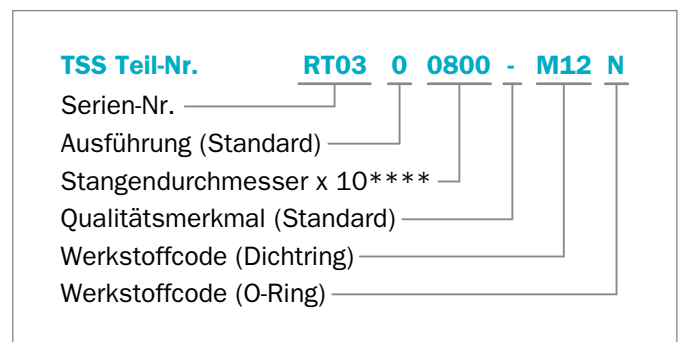 TSS Teil-Nr. RT03 0 0800 - M12 N
Serien-Nr.
Ausführung (Standard)
Stangendurchmesser x 10****
Qualitätsmerkmal (Standard)
Werkstoffcode (Dichtring)
Werkstoffcode (O-Ring)